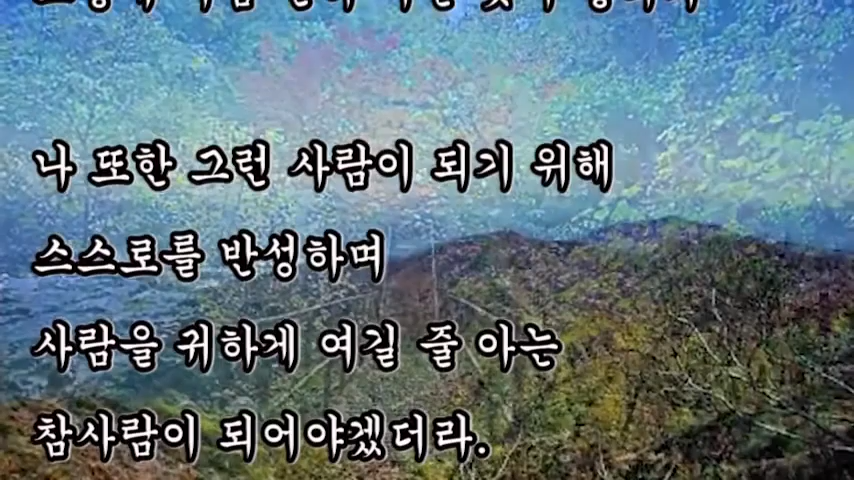 나 또한 그런 사람이 되기 위해
스스로를 반성하며
사람을 귀하게 여길 줄 아는
참사람이 되어야겠더라.